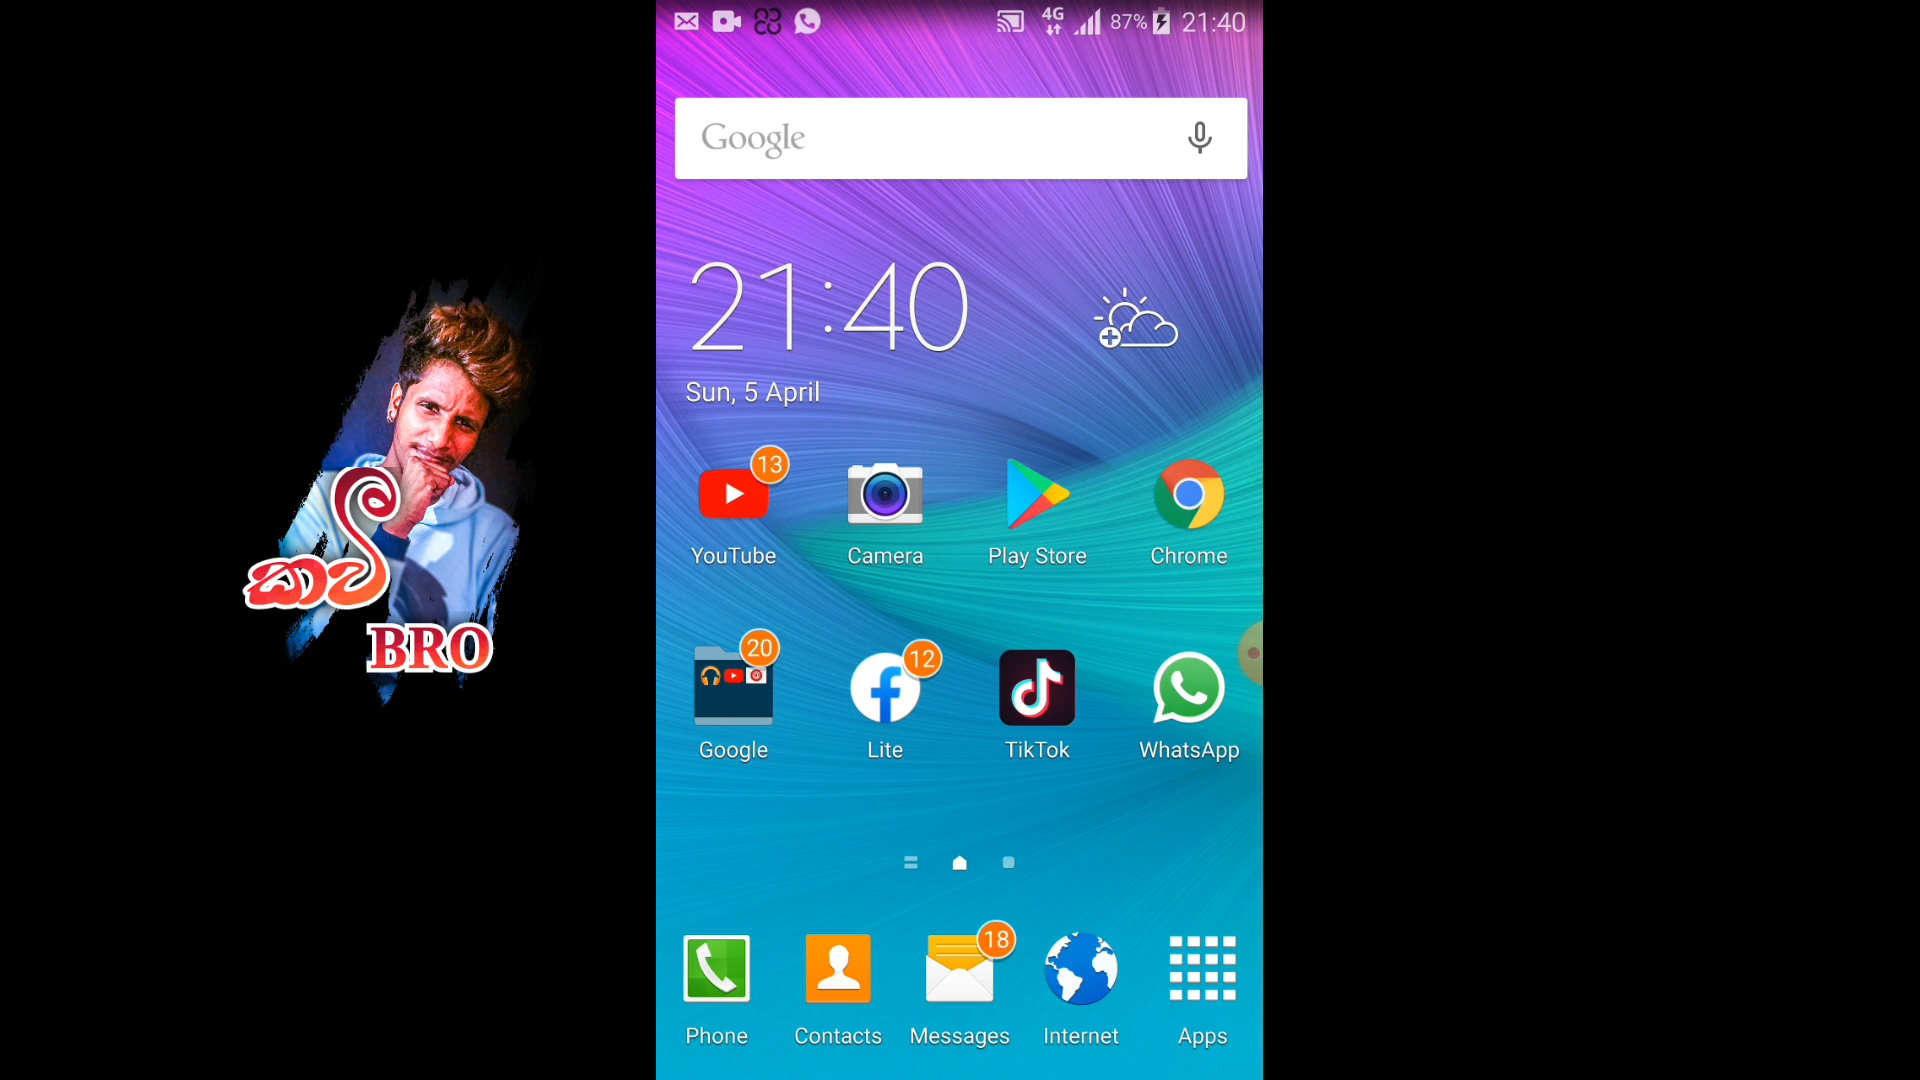 4G 87% 21:40
Google
21:40
Sun, 5 April
13
YouTube Camera Play Store Chrome
20 12
Google Lite TikTok WhatsApp
18
Phone Contacts Messages Internet Apps
කාවී
BRO